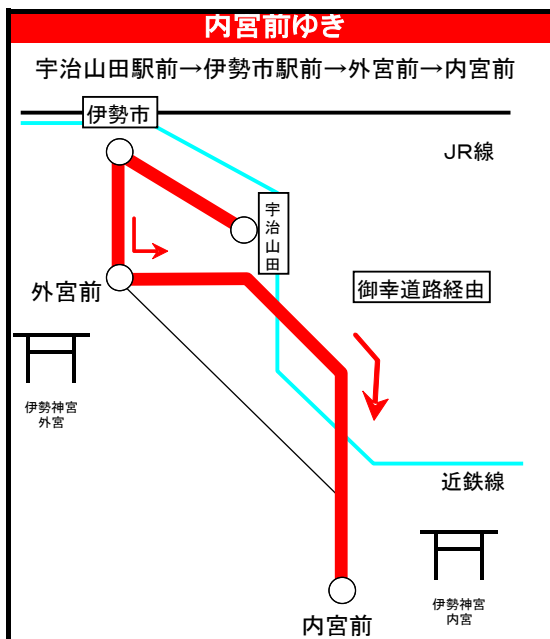 内宮前ゆき
宇治山田駅前→伊勢市駅前→外宮前→内宮前
伊勢市
JR線
宇治山田
外宮前
御幸道路経由
伊勢神宮
外宮
近鉄線
伊勢神宮
内宮
内宮前